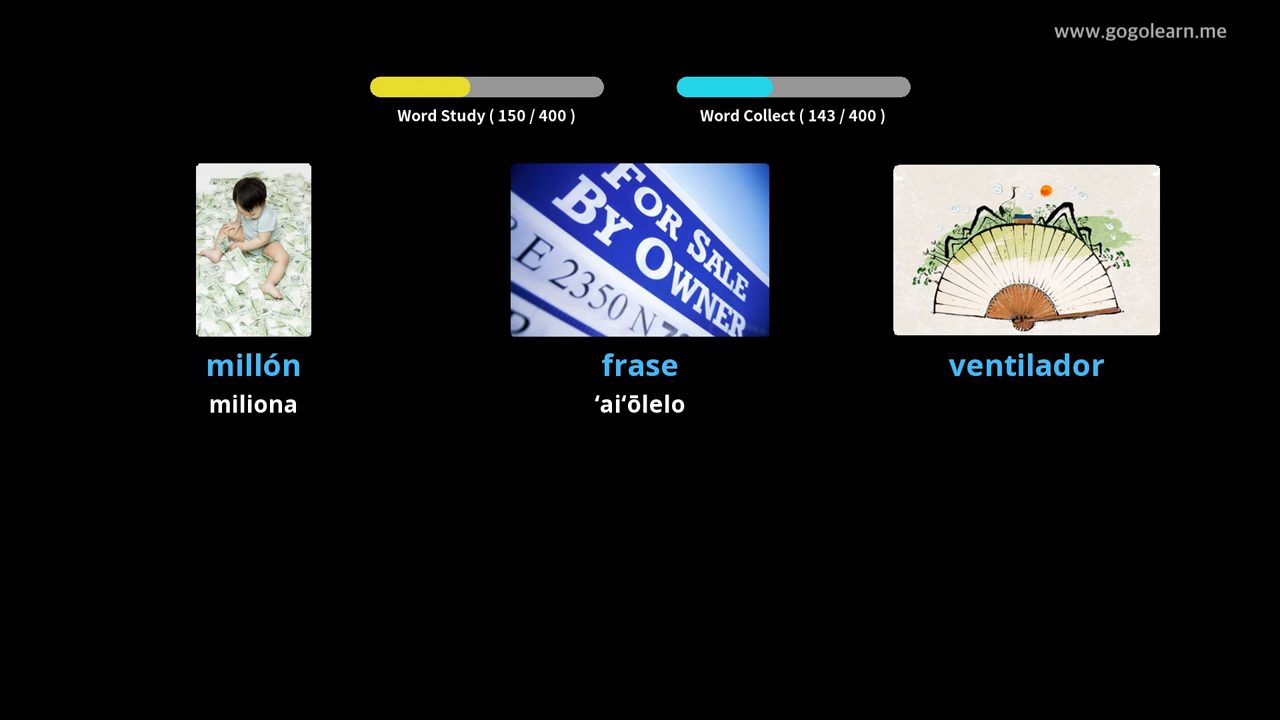 www.gogolearn.me
Word Study ( 150 / 400 )
Word Collect ( 143 / 400 )
FOR SALE
BY OWNER
E 2350 N
millón
frase
ventilador
miliona
ʻaiʻōlelo